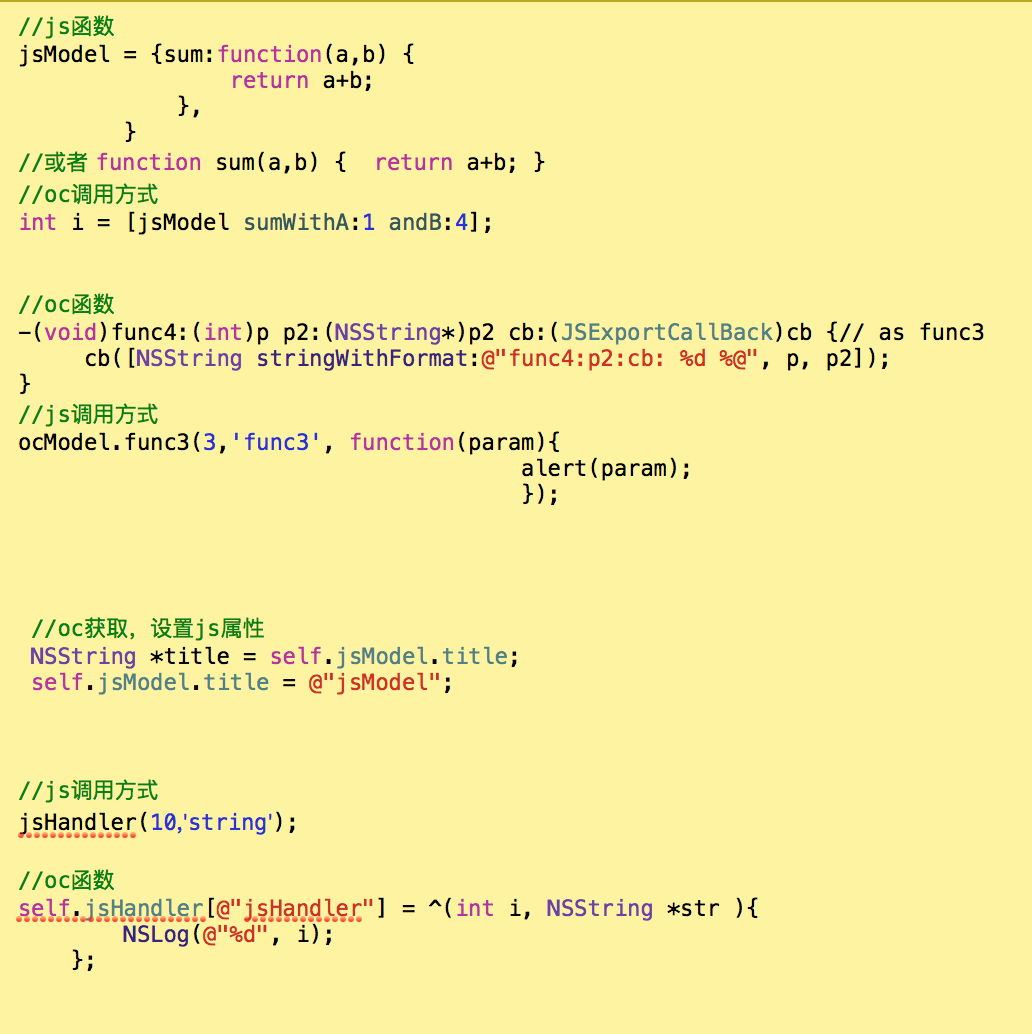 //js函数
jsModel = {sum:function(a,b) {
return a+b;
},
}
//或者 function sum(a,b) { return a+b; }
//oc调用方式
int i = [jsModel sumWithA:1 andB:4];
//oc函数
-(void)func4:(int)p p2:(NSString*)p2 cb:(JSExportCallBack)cb {// as func3
cb([NSString stringWithFormat:@"func4:p2:cb: %d %@", p, p2]);
}
//js调用方式
ocModel.func3(3,'func3', function(param){
alert(param);
});
//oc获取，设置js属性
NSString *title = self.jsModel.title;
self.jsModel.title = @"jsModel";
//js调用方式
jsHandler(10,'string');
//oc函数
self.jsHandler[@"jsHandler"] = ^(int i, NSString *str ){
NSLog(@"%d", i);
};